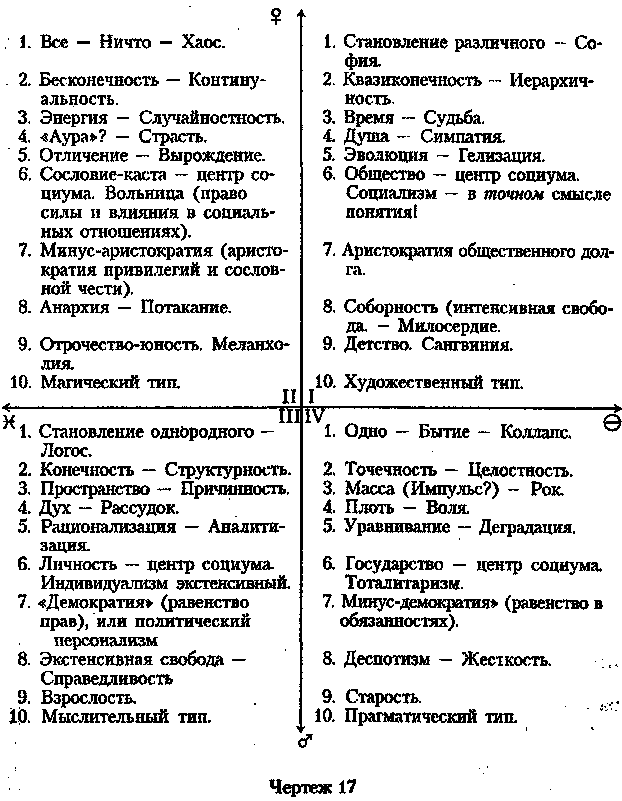 ♀
1. Все — Ничто — Хаос.
2. Бесконечность — Контину-
альность.
3. Энергия — Случайностность.
4. «Аура»? — Страсть.
5. Отличение — Вырождение.
6. Сословие-каста — центр со-
циума. Вольница (право
силы и влияния в социаль-
ных отношениях).
7. Минус-аристократия (аристо-
кратия привилегий и сослов-
ной чести).
8. Анархия — Потакание.
9. Отрочество-юность. Меланхо-
лия.
10. Магический тип.
II
1. Становление различного — Со-
фия.
2. Квазиконечность — Иерархич-
ность.
3. Время — Судьба.
4. Душа — Симпатия.
5. Эволюция — Гелизация.
6. Общество — центр социума.
Социализм — в точном смысле
понятия!
7. Аристократия общественного дол-
га.
8. Соборность (интенсивная свобо-
да. — Милосердие.
9. Детство. Сангвиния.
10. Художественный тип.
I
♓
III
1. Становление однородного —
Логос.
2. Конечность — Структурность.
3. Пространство — Причинность.
4. Дух — Рассудок.
5. Рационализация — Аналити-
зация.
6. Личность — центр социума.
Индивидуализм экстенсивный.
7. «Демократия» (равенство
прав), или политический
персонализм
8. Экстенсивная свобода —
Справедливость
9. Взрослость.
10. Мыслительный тип.
IV
1. Одно — Бытие — Коллапс.
2. Точечность — Целостность.
3. Масса (Импульс?) — Рок.
4. Плоть — Воля.
5. Уравнивание — Деградация.
6. Государство — центр социума.
Тоталитаризм.
7. Минус-демократия» (равенство в
обязанностях).
8. Деспотизм — Жесткость.
9. Старость.
10. Прагматический тип.
♂
Чертеж 17